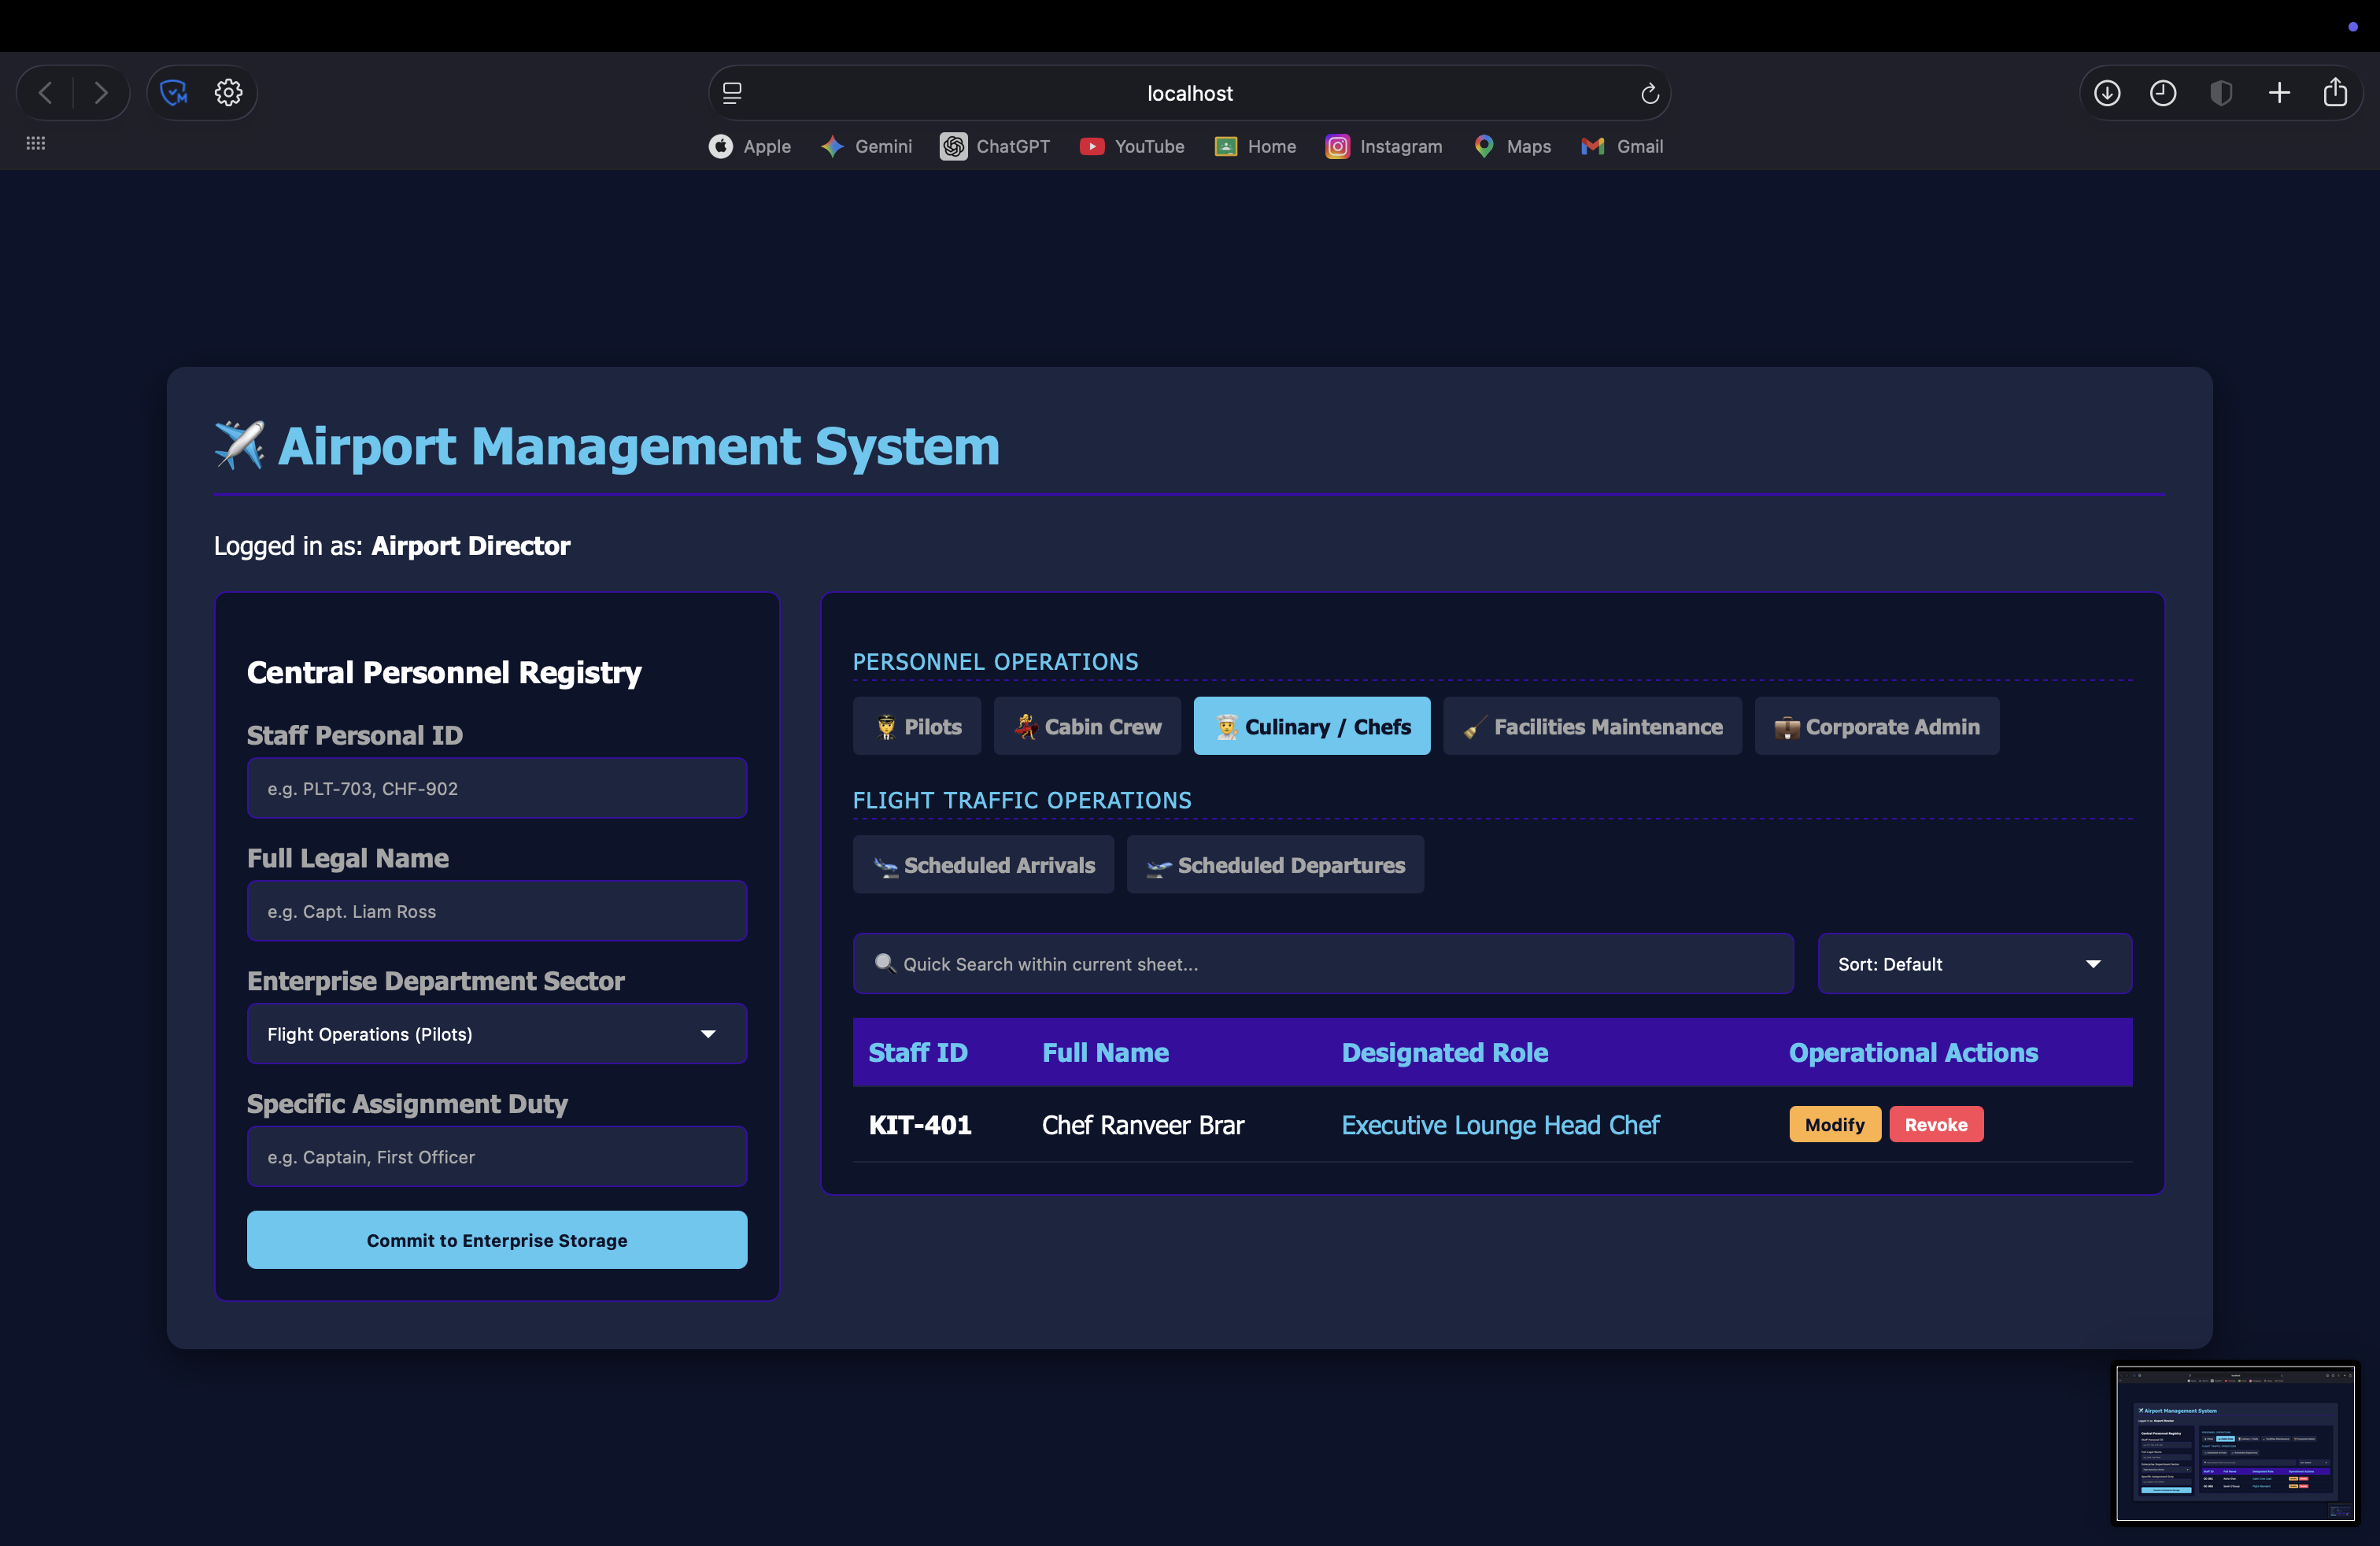 localhost
Apple
Gemini
ChatGPT
YouTube
Home
Instagram
Maps
Gmail
Airport Management System
Logged in as: Airport Director
Central Personnel Registry
Staff Personal ID
e.g. PLT-703, CHF-902
Full Legal Name
e.g. Capt. Liam Ross
Enterprise Department Sector
Flight Operations (Pilots)
Specific Assignment Duty
e.g. Captain, First Officer
Commit to Enterprise Storage
PERSONNEL OPERATIONS
Pilots
Cabin Crew
Culinary / Chefs
Facilities Maintenance
Corporate Admin
FLIGHT TRAFFIC OPERATIONS
Scheduled Arrivals
Scheduled Departures
Quick Search within current sheet...
Sort: Default
Staff ID Full Name Designated Role Operational Actions
KIT-401 Chef Ranveer Brar Executive Lounge Head Chef Modify Revoke
Airport Management System